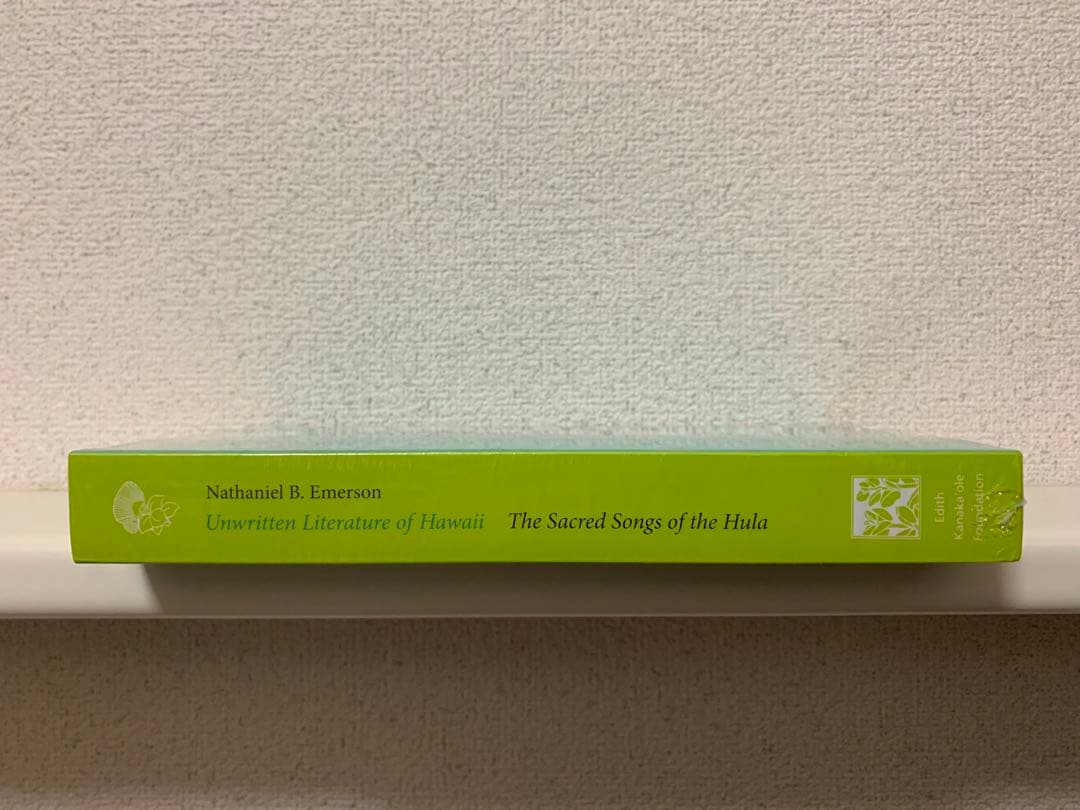 Nathaniel B. Emerson
Unwritten Literature of Hawaii The Sacred Songs of the Hula
Edith
Kanaka‘ole
Foundation